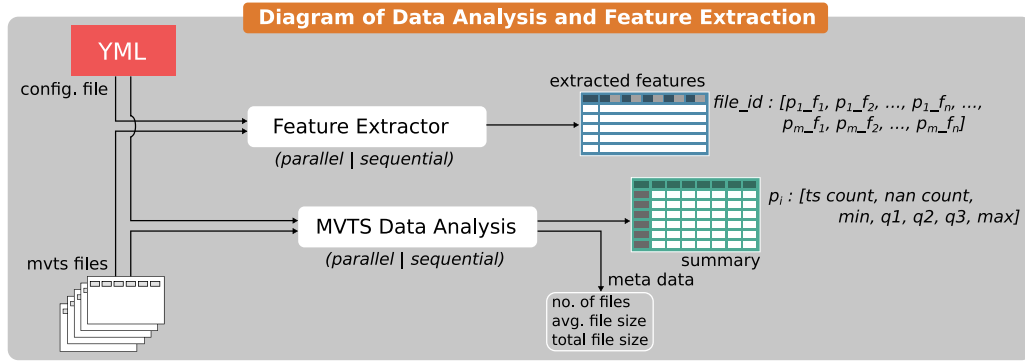 Diagram of Data Analysis and Feature Extraction
YML
config. file
extracted features
file_id : [p₁_f₁, p₁_f₂, ..., p₁_fₙ, ...,
pₘ_f₁, pₘ_f₂, ..., pₘ_fₙ]
Feature Extractor
(parallel | sequential)
pᵢ : [ts count, nan count,
min, q1, q2, q3, max]
MVTS Data Analysis
(parallel | sequential)
summary
mvts files
meta data
no. of files
avg. file size
total file size